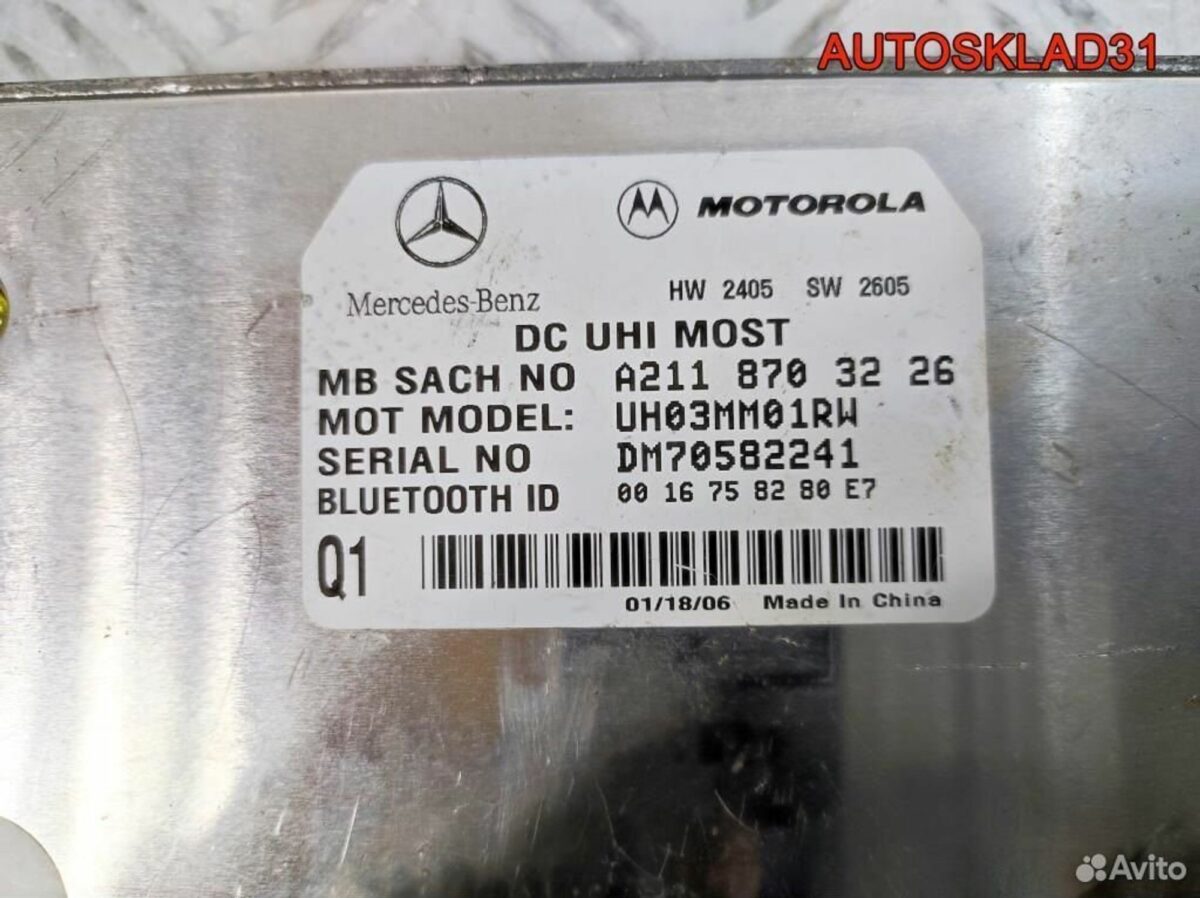 AUTOSKLAD31
MOTOROLA
Mercedes-Benz
HW 2405 SW 2605
DC UHI MOST
MB SACH NO A211 870 32 26
MOT MODEL: UH03MM01RW
SERIAL NO DM70582241
BLUETOOTH ID 00 16 75 82 80 E7
Q1
01/18/06 Made In China
Avito